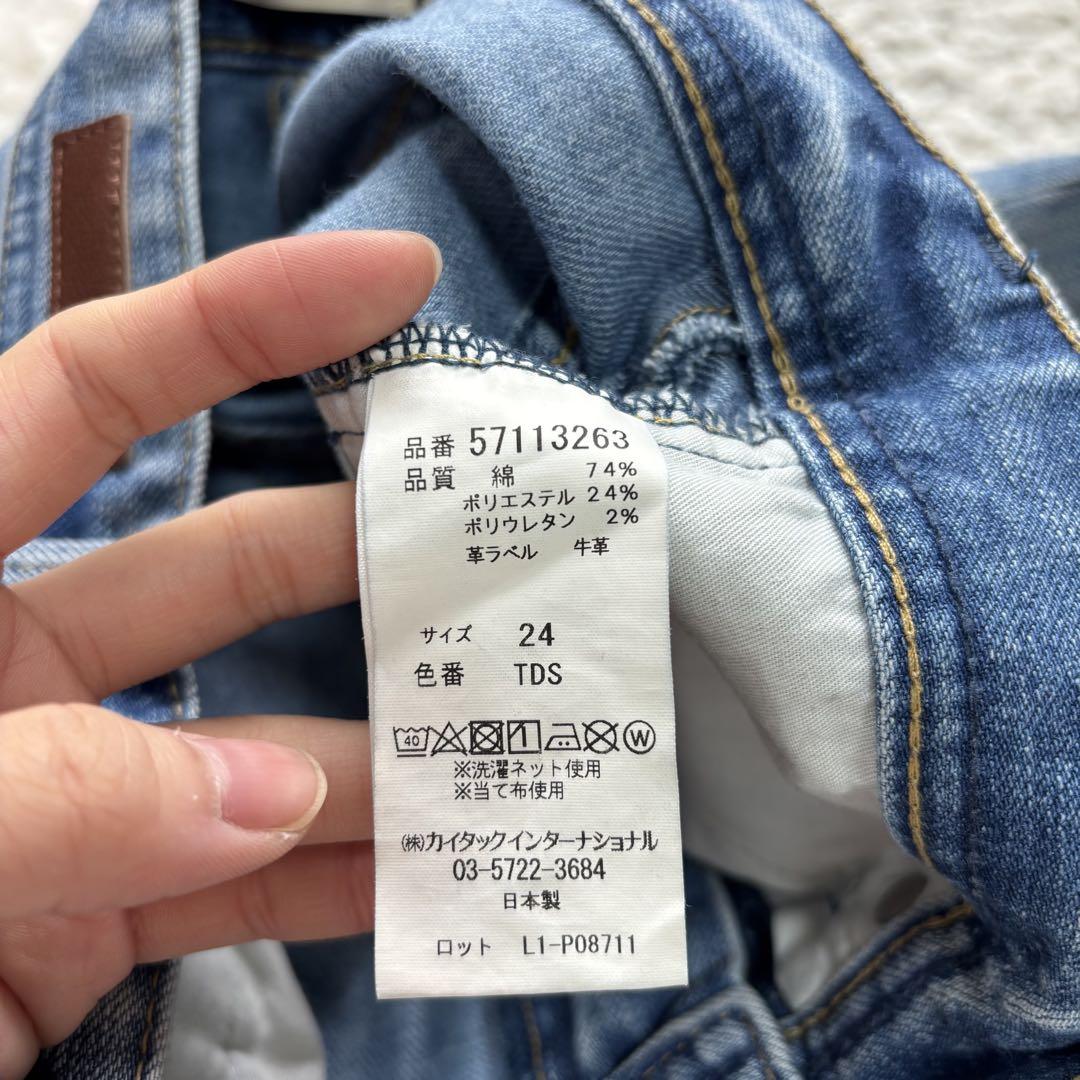 品番 57113263
品質 綿 74%
ポリエステル 24%
ポリウレタン 2%
革ラベル 牛革
サイズ 24
色番 TDS
40 W
※洗濯ネット使用
※当て布使用
㈱カイタックインターナショナル
03-5722-3684
日本製
ロット L1-P08711